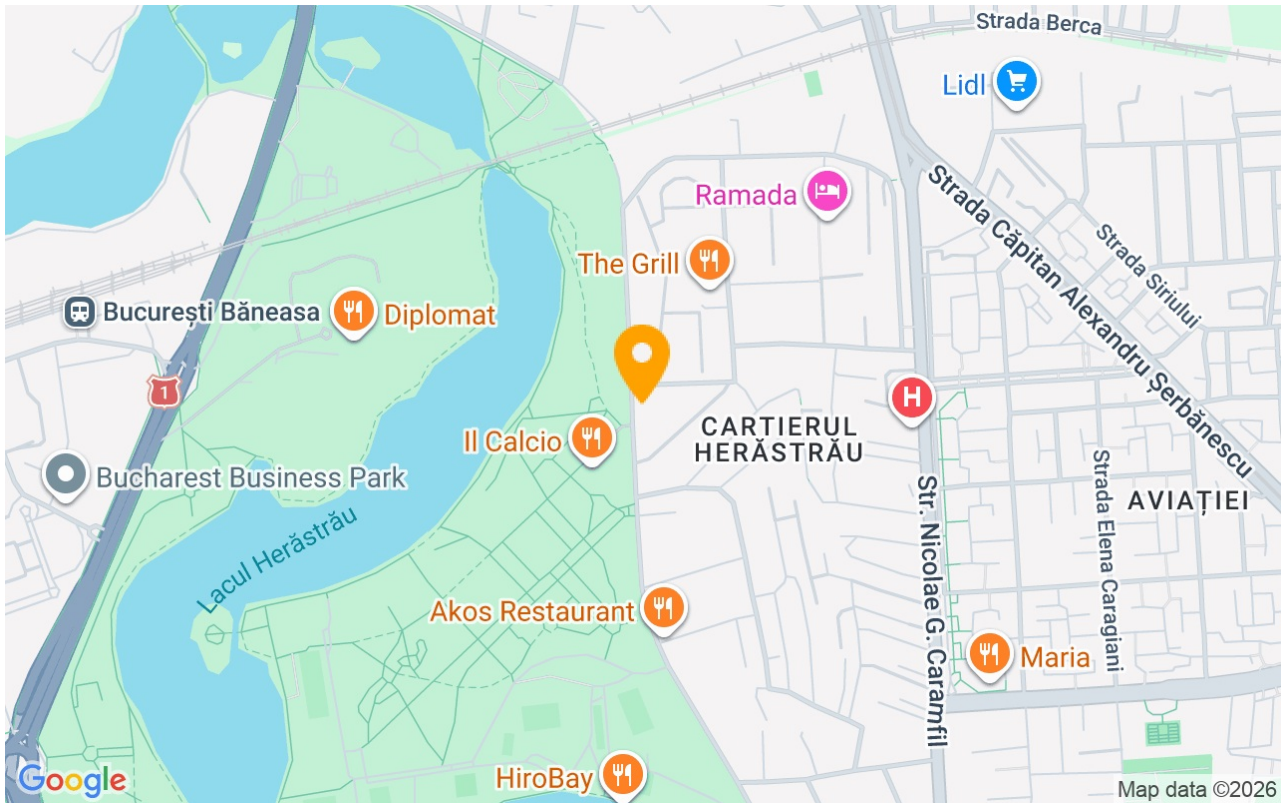 Strada Berca
Lidl
Ramada
Strada Căpitan Alexandru Șerbănescu
Strada Siriului
The Grill
București Băneasa
Diplomat
1
H
Il Calcio
CARTIERUL
HERĂSTRĂU
Bucharest Business Park
AVIAȚIEI
Lacul Herăstrău
Str. Nicolae G. Caramfil
Strada Elena Caragiani
Akos Restaurant
Maria
HiroBay
Google
Map data ©2026